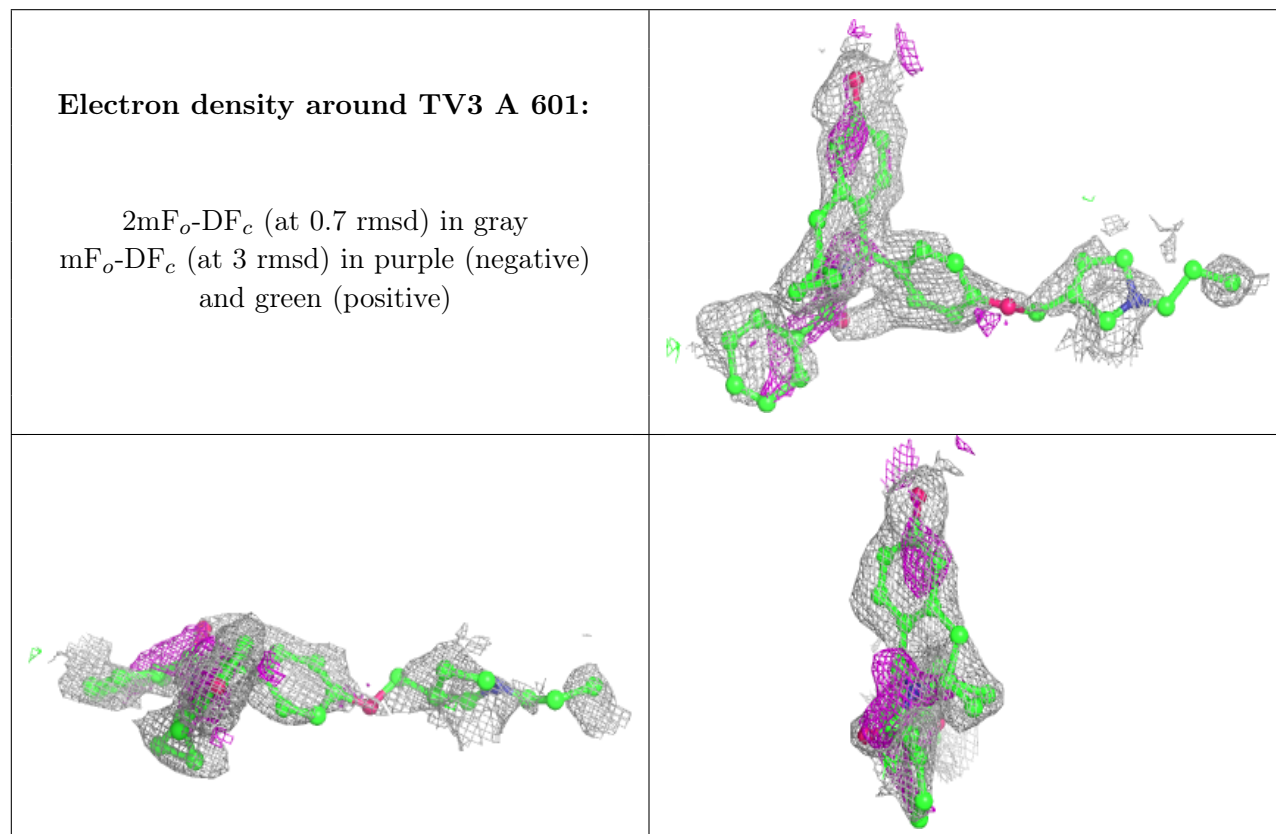 Electron density around TV3 A 601:
2mFo-DFc (at 0.7 rmsd) in gray
mFo-DFc (at 3 rmsd) in purple (negative)
and green (positive)